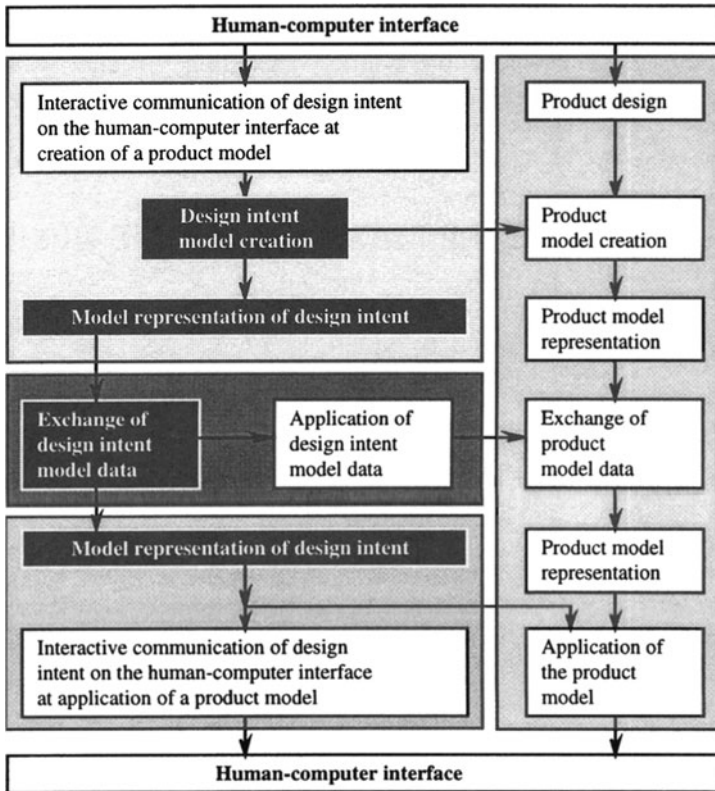 Human-computer interface
Interactive communication of design intent
on the human-computer interface at
creation of a product model
Product design
Design intent
model creation
Product
model creation
Model representation of design intent
Product model
representation
Exchange of
design intent
model data
Application of
design intent
model data
Exchange of
product
model data
Model representation of design intent
Product model
representation
Interactive communication of design
intent on the human-computer interface
at application of a product model
Application of
the product
model
Human-computer interface